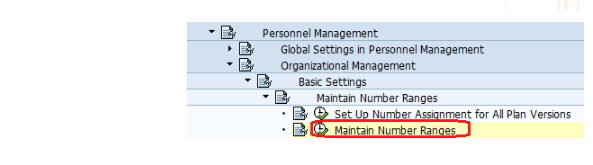 Personnel Management
Global Settings in Personnel Management
Organizational Management
Basic Settings
Maintain Number Ranges
Set Up Number Assignment for All Plan Versions
Maintain Number Ranges